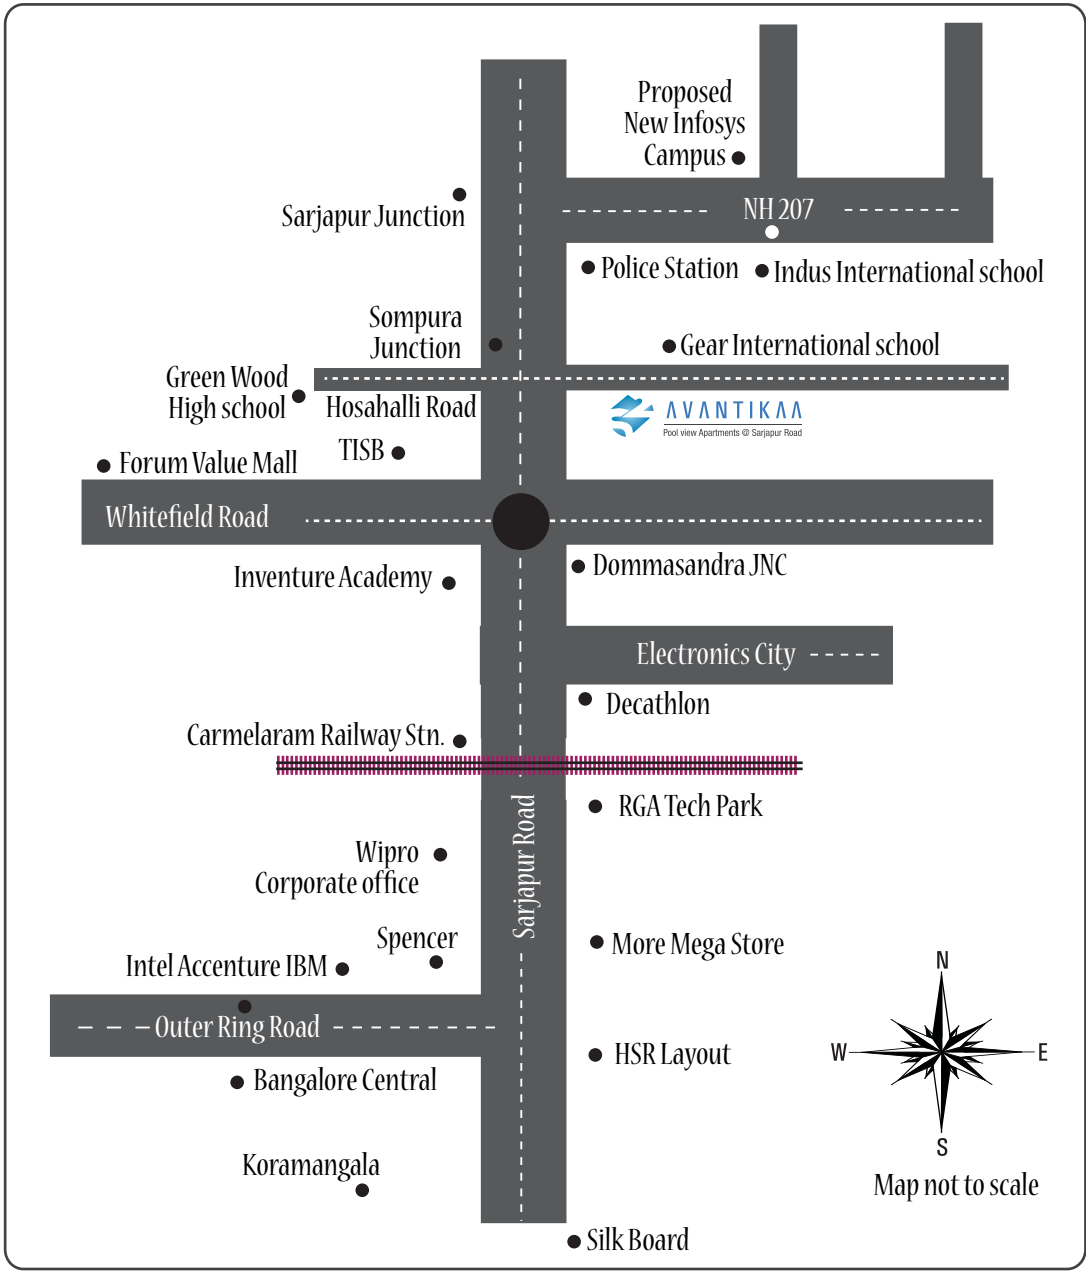 Proposed
New Infosys
Campus
Sarjapur Junction
NH 207
Police Station
Indus International school
Sompura
Junction
Gear International school
Green Wood
High school
Hosahalli Road
AVANTIKAA
Pool view Apartments @ Sarjapur Road
TISB
Forum Value Mall
Whitefield Road
Inventure Academy
Dommasandra JNC
Electronics City
Decathlon
Carmelaram Railway Stn.
RGA Tech Park
Sarjapur Road
Wipro
Corporate office
Spencer
More Mega Store
Intel Accenture IBM
Outer Ring Road
HSR Layout
Bangalore Central
Koramangala
Silk Board
N
W
E
S
Map not to scale